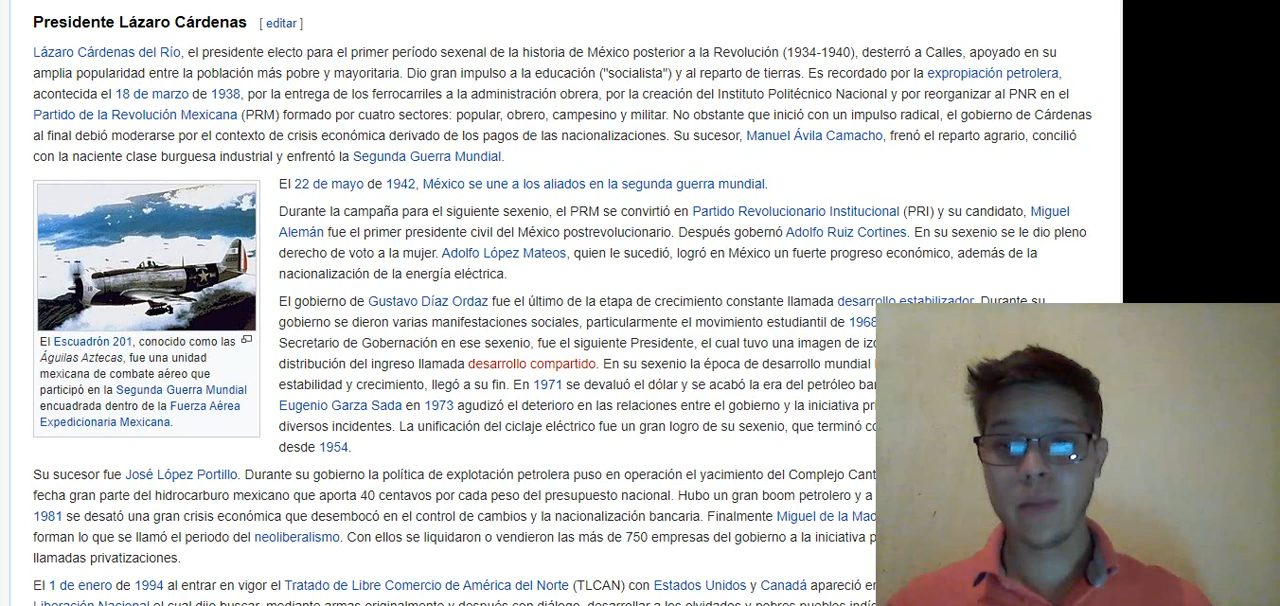 Presidente Lázaro Cárdenas [ editar ]
Lázaro Cárdenas del Río, el presidente electo para el primer período sexenal de la historia de México posterior a la Revolución (1934-1940), desterró a Calles, apoyado en su
amplia popularidad entre la población más pobre y mayoritaria. Dio gran impulso a la educación ("socialista") y al reparto de tierras. Es recordado por la expropiación petrolera,
acontecida el 18 de marzo de 1938, por la entrega de los ferrocarriles a la administración obrera, por la creación del Instituto Politécnico Nacional y por reorganizar al PNR en el
Partido de la Revolución Mexicana (PRM) formado por cuatro sectores: popular, obrero, campesino y militar. No obstante que inició con un impulso radical, el gobierno de Cárdenas
al final debió moderarse por el contexto de crisis económica derivado de los pagos de las nacionalizaciones. Su sucesor, Manuel Ávila Camacho, frenó el reparto agrario, concilió
con la naciente clase burguesa industrial y enfrentó la Segunda Guerra Mundial.
El 22 de mayo de 1942, México se une a los aliados en la segunda guerra mundial.
Durante la campaña para el siguiente sexenio, el PRM se convirtió en Partido Revolucionario Institucional (PRI) y su candidato, Miguel
Alemán fue el primer presidente civil del México postrevolucionario. Después gobernó Adolfo Ruiz Cortines. En su sexenio se le dio pleno
derecho de voto a la mujer. Adolfo López Mateos, quien le sucedió, logró en México un fuerte progreso económico, además de la
nacionalización de la energía eléctrica.
El gobierno de Gustavo Díaz Ordaz fue el último de la etapa de crecimiento constante llamada desarrollo estabilizador. Durante su
gobierno se dieron varias manifestaciones sociales, particularmente el movimiento estudiantil de 1968
Secretario de Gobernación en ese sexenio, fue el siguiente Presidente, el cual tuvo una imagen de
distribución del ingreso llamada desarrollo compartido. En su sexenio la época de desarrollo mundial
estabilidad y crecimiento, llegó a su fin. En 1971 se devaluó el dólar y se acabó la era del petróleo
Eugenio Garza Sada en 1973 agudizó el deterioro en las relaciones entre el gobierno y la iniciativa
diversos incidentes. La unificación del ciclaje eléctrico fue un gran logro de su sexenio, que terminó
desde 1954.
El Escuadrón 201, conocido como las
Águilas Aztecas, fue una unidad
mexicana de combate aéreo que
participó en la Segunda Guerra Mundial
encuadrada dentro de la Fuerza Aérea
Expedicionaria Mexicana.
Su sucesor fue José López Portillo. Durante su gobierno la política de explotación petrolera puso en operación el yacimiento del Complejo
fecha gran parte del hidrocarburo mexicano que aporta 40 centavos por cada peso del presupuesto nacional. Hubo un gran boom petrolero y a
1981 se desató una gran crisis económica que desembocó en el control de cambios y la nacionalización bancaria. Finalmente Miguel de la
forman lo que se llamó el periodo del neoliberalismo. Con ellos se liquidaron o vendieron las más de 750 empresas del gobierno a la iniciativa
llamadas privatizaciones.
El 1 de enero de 1994 al entrar en vigor el Tratado de Libre Comercio de América del Norte (TLCAN) con Estados Unidos y Canadá apareció
Liberación Nacional el cual dijo buscar, mediante armas originalmente y después con diálogo, desarrollar a los olvidados y pobres pueblos